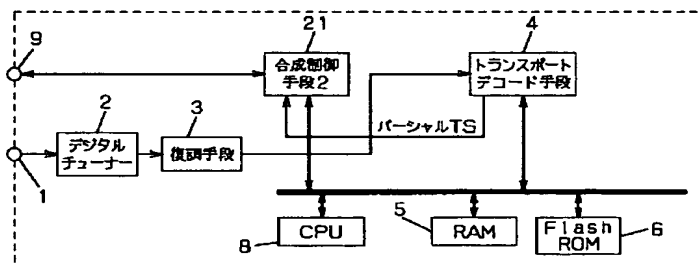 21
4
9
合成制御
手段2
トランスポート
デコード手段
2
3
パーシャルTS
デジタル
チューナー
復調手段
1
5
CPU
RAM
Flash
ROM
8
6